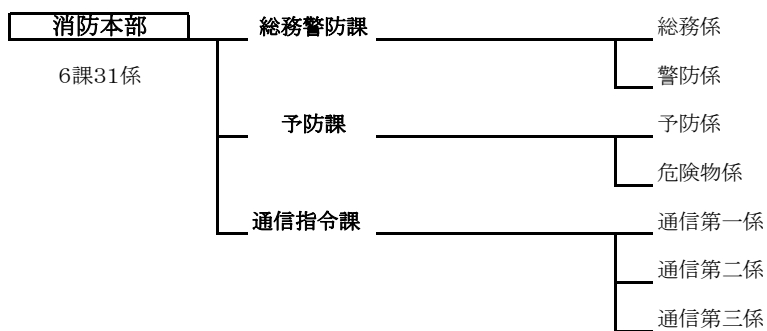 消防本部 総務警防課 総務係
6課31係 警防係
予防課 予防係
危険物係
通信指令課 通信第一係
通信第二係
通信第三係